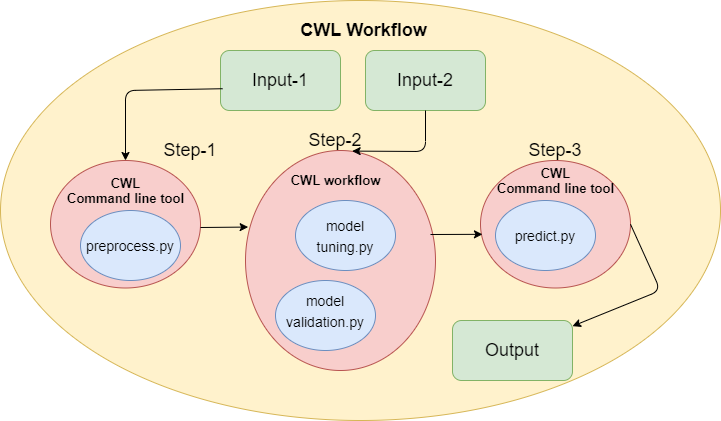 CWL Workflow
Input-1
Input-2
Step-1
Step-2
Step-3
CWL
Command line tool
preprocess.py
CWL workflow
model
tuning.py
model
validation.py
CWL
Command line tool
predict.py
Output